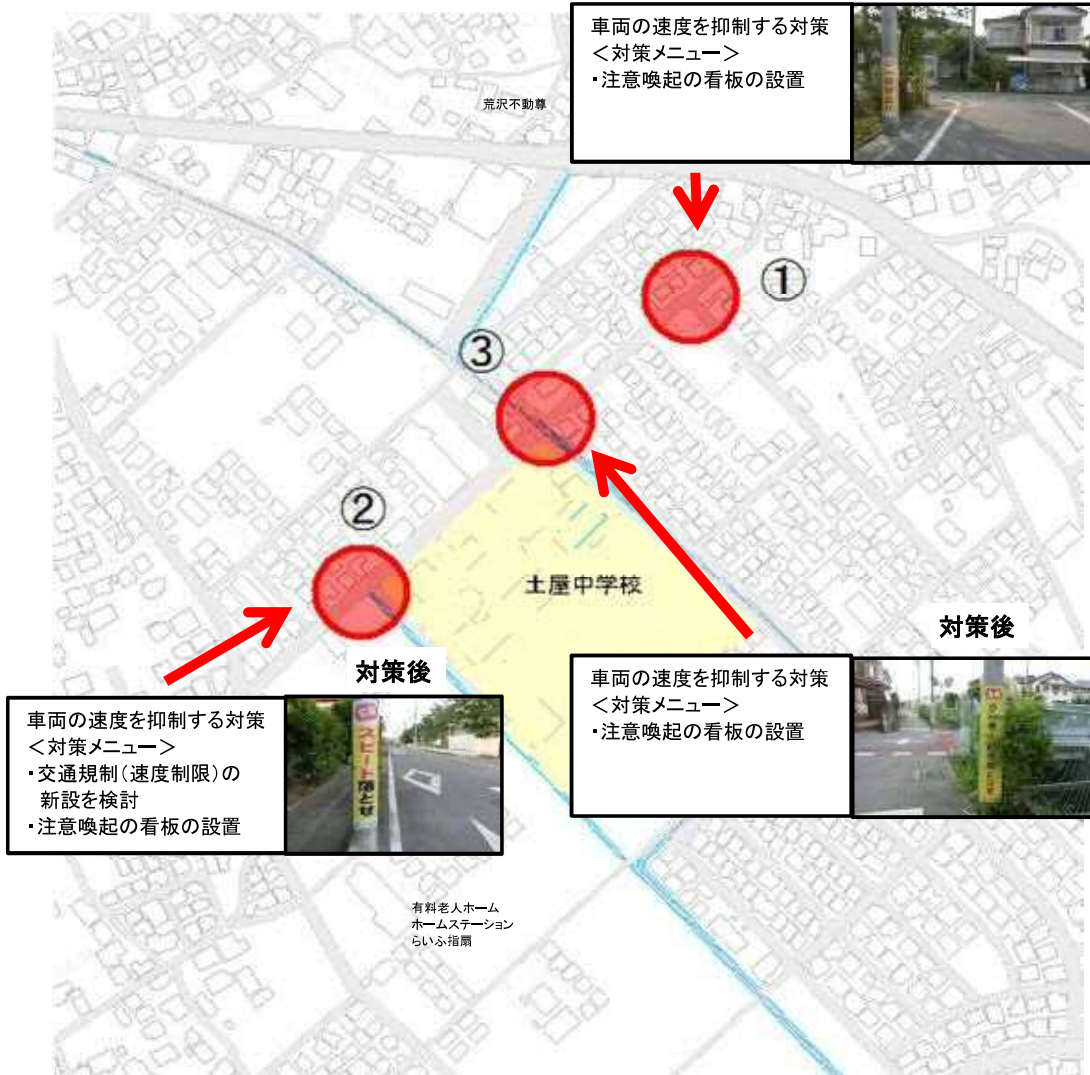 車両の速度を抑制する対策
<対策メニュー>
・注意喚起の看板の設置
荒沢不動尊
①
③
②
土屋中学校
対策後
対策後
車両の速度を抑制する対策
<対策メニュー>
・交通規制(速度制限)の
新設を検討
・注意喚起の看板の設置
スピード落とせ
車両の速度を抑制する対策
<対策メニュー>
・注意喚起の看板の設置
有料老人ホーム
ホームステーション
らいふ指扇